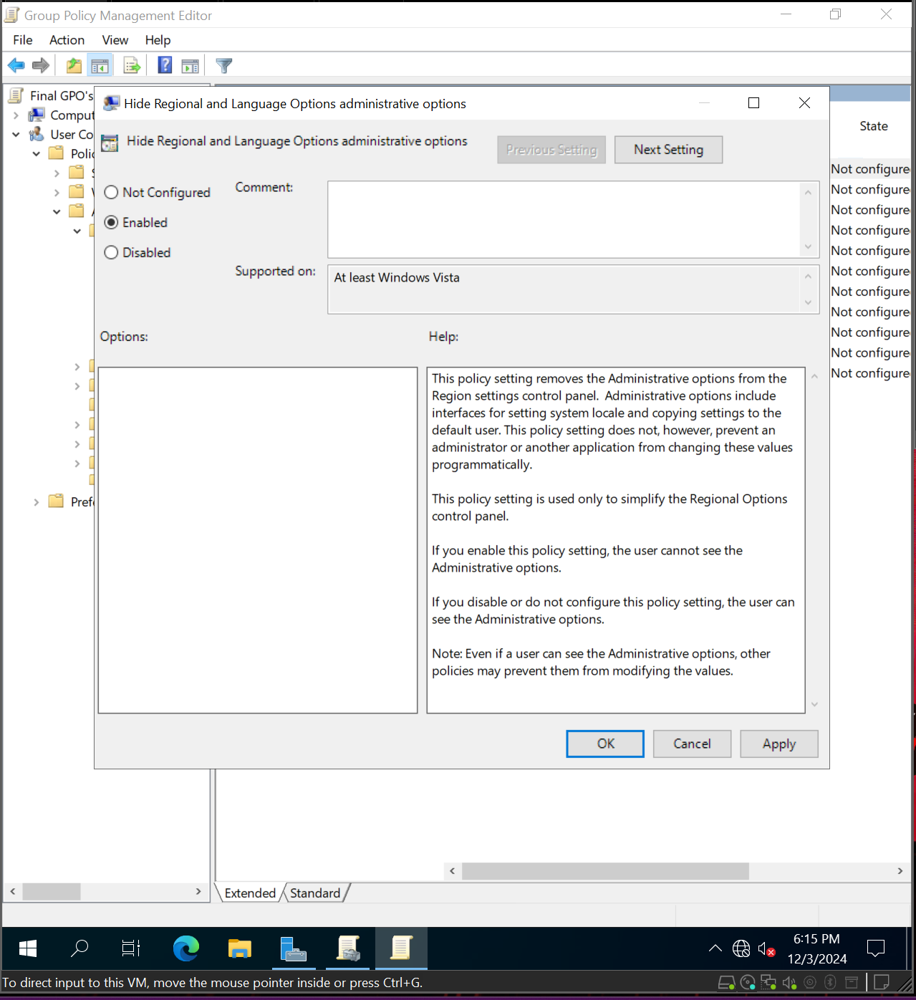 Group Policy Management Editor
File Action View Help
Final GPO's
State
Comput
User Co
Polic
Prefe
Hide Regional and Language Options administrative options
Hide Regional and Language Options administrative options
Previous Setting
Next Setting
Not Configured
Enabled
Disabled
Comment:
Supported on:
At least Windows Vista
Options:
Help:
This policy setting removes the Administrative options from the
Region settings control panel.  Administrative options include
interfaces for setting system locale and copying settings to the
default user. This policy setting does not, however, prevent an
administrator or another application from changing these values
programmatically.
This policy setting is used only to simplify the Regional Options
control panel.
If you enable this policy setting, the user cannot see the
Administrative options.
If you disable or do not configure this policy setting, the user can
see the Administrative options.
Note: Even if a user can see the Administrative options, other
policies may prevent them from modifying the values.
OK
Cancel
Apply
Not configure
Not configure
Not configure
Not configure
Not configure
Not configure
Not configure
Not configure
Not configure
Not configure
Not configure
Extended
Standard
6:15 PM
12/3/2024
To direct input to this VM, move the mouse pointer inside or press Ctrl+G.